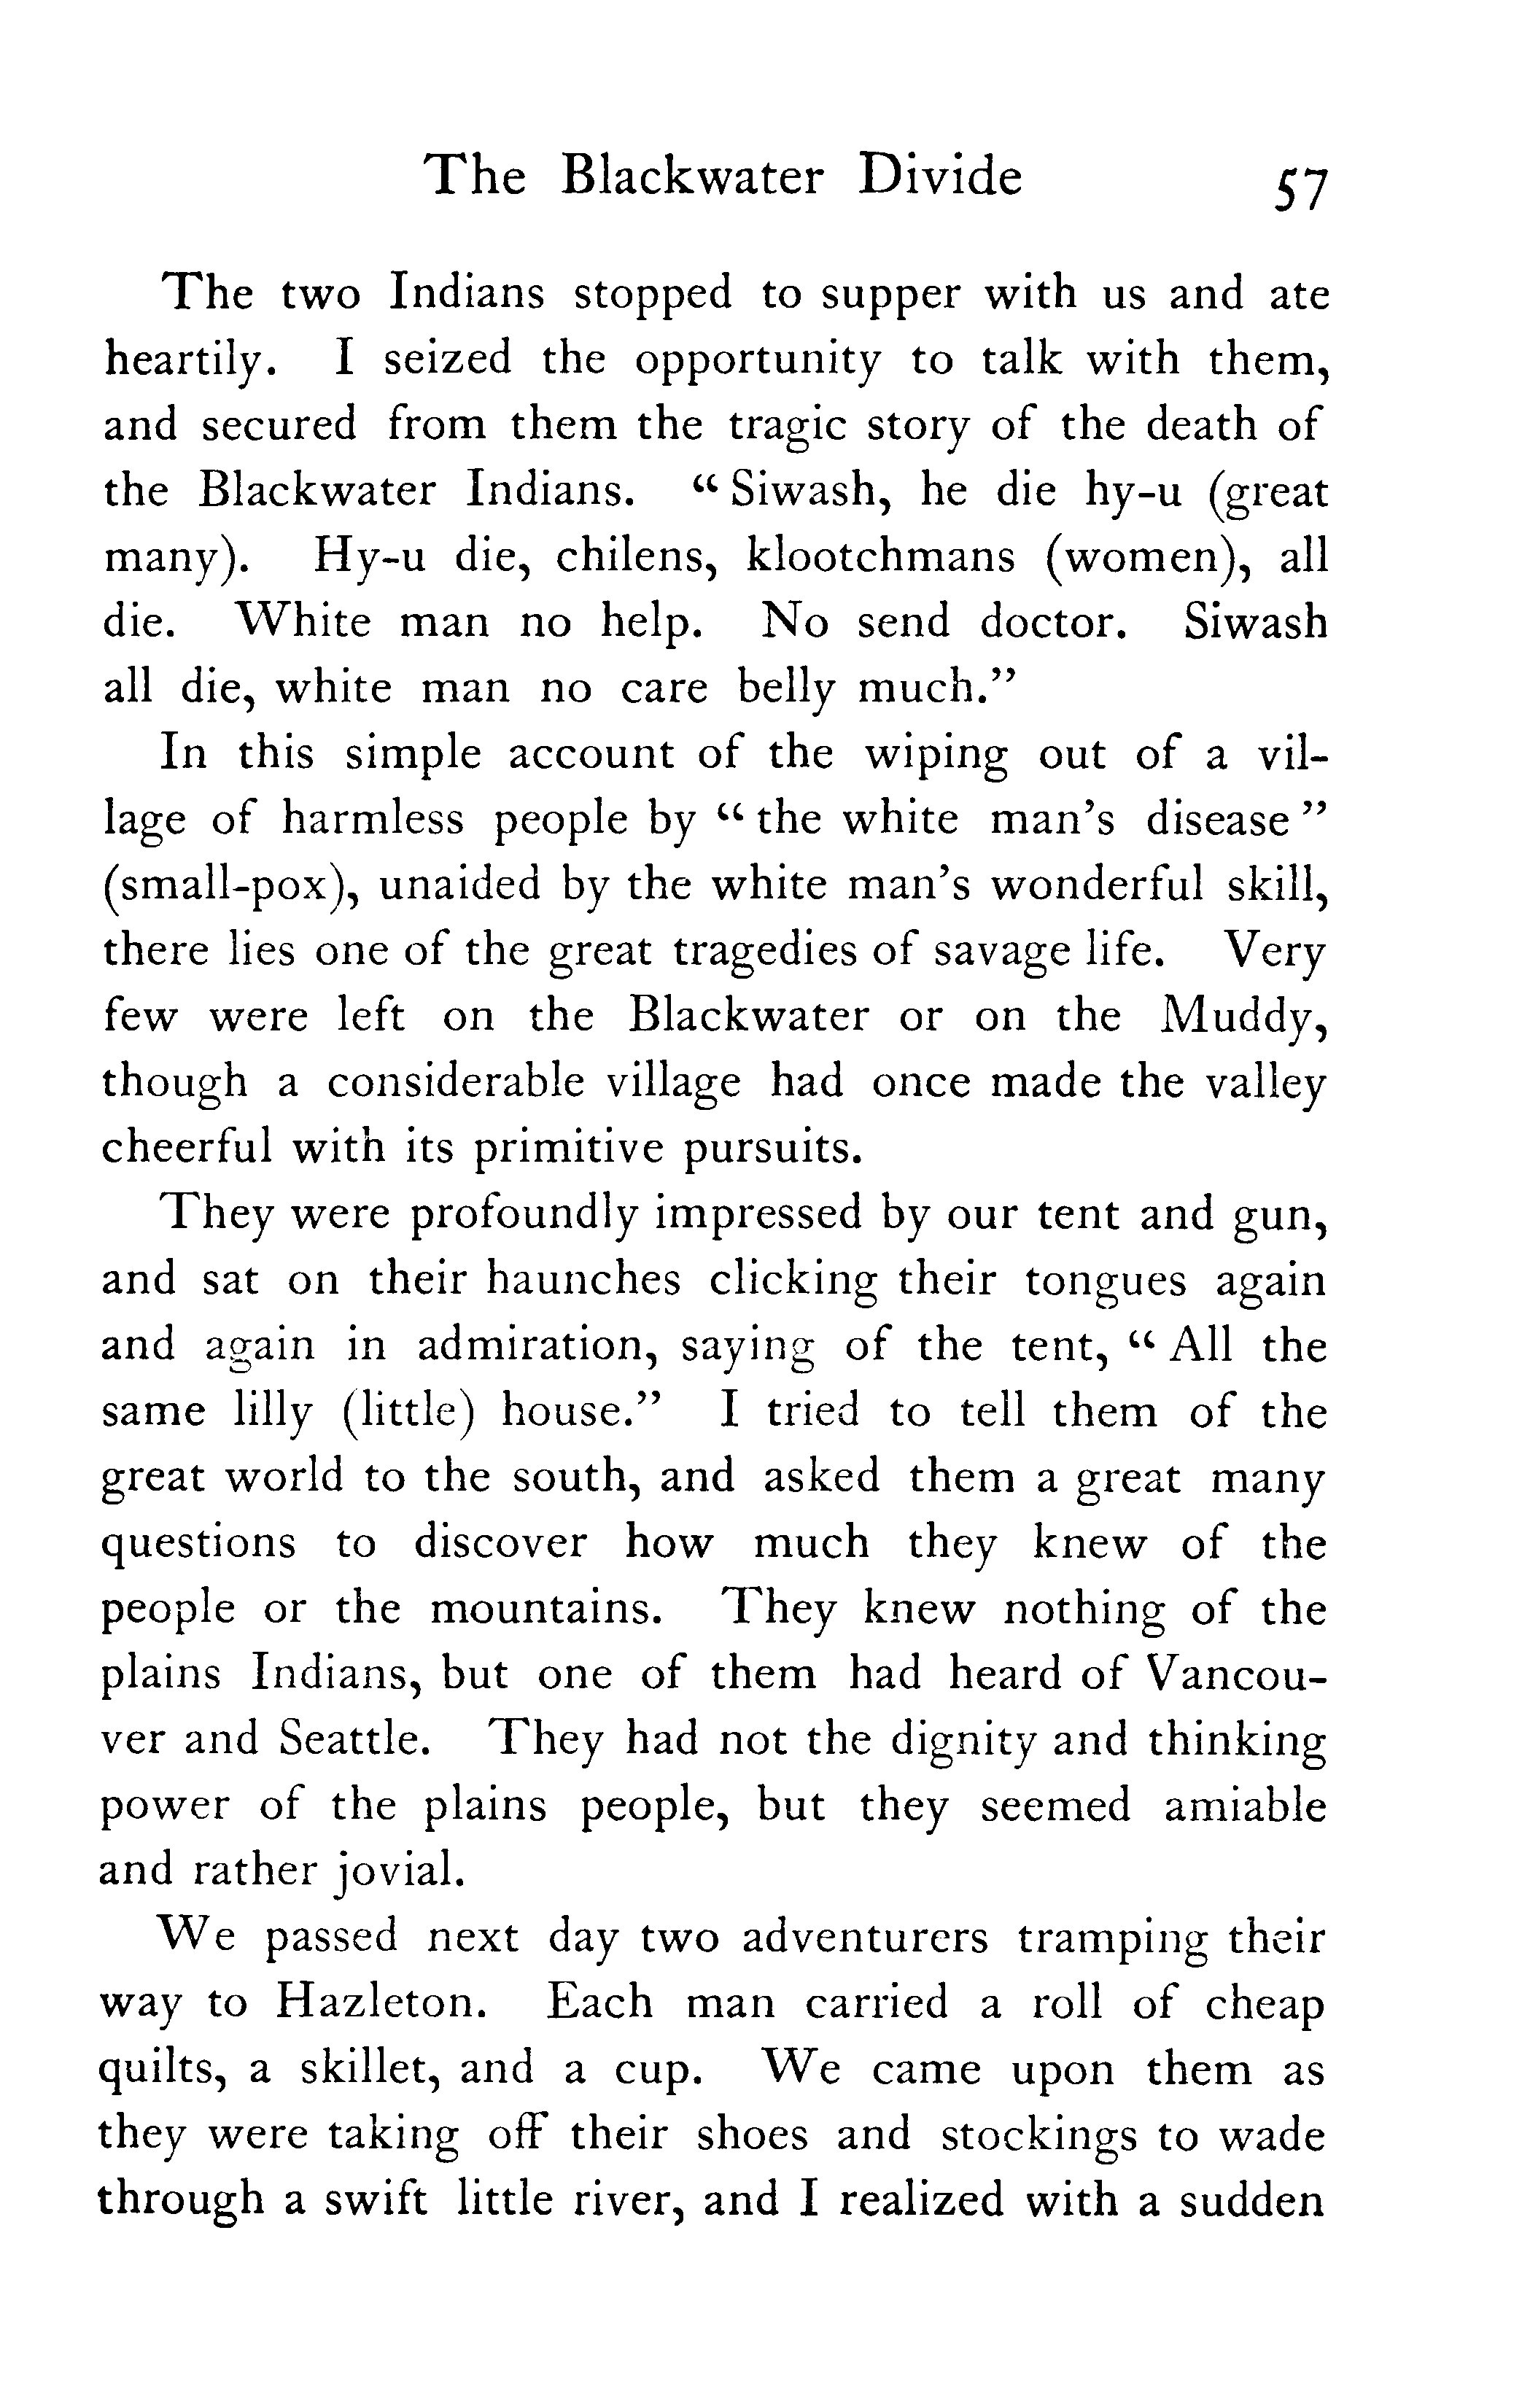 The Blackwater Divide 57
The two Indians stopped to supper with us and ate
heartily. I seized the opportunity to talk with them,
and secured from them the tragic story of the death of
the Blackwater Indians. “ Siwash, he die hy-u (great
many). Hy-u die, chilens, klootchmans (women), all
die. White man no help. No send doctor. Siwash
all die, white man no care belly much.”
In this simple account of the wiping out of a vil-
lage of harmless people by “ the white man’s disease ”
(small-pox), unaided by the white man’s wonderful skill,
there lies one of the great tragedies of savage life. Very
few were left on the Blackwater or on the Muddy,
though a considerable village had once made the valley
cheerful with its primitive pursuits.
They were profoundly impressed by our tent and gun,
and sat on their haunches clicking their tongues again
and again in admiration, saying of the tent, “ All the
same lilly (little) house.” I tried to tell them of the
great world to the south, and asked them a great many
questions to discover how much they knew of the
people or the mountains. They knew nothing of the
plains Indians, but one of them had heard of Vancou-
ver and Seattle. They had not the dignity and thinking
power of the plains people, but they seemed amiable
and rather jovial.
We passed next day two adventurers tramping their
way to Hazleton. Each man carried a roll of cheap
quilts, a skillet, and a cup. We came upon them as
they were taking off their shoes and stockings to wade
through a swift little river, and I realized with a sudden